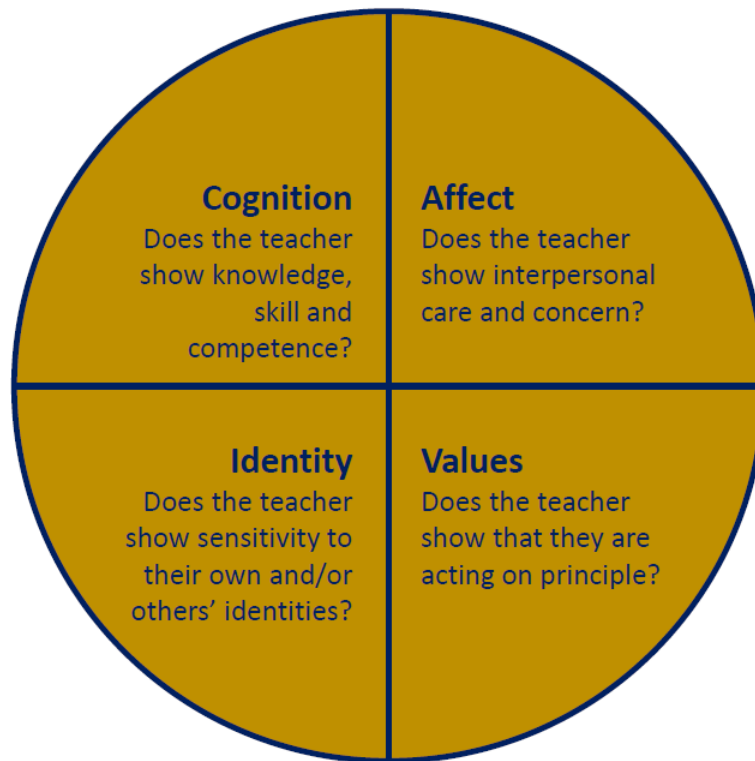 Cognition
Does the teacher
show knowledge,
skill and
competence?
Affect
Does the teacher
show interpersonal
care and concern?
Identity
Does the teacher
show sensitivity to
their own and/or
others’ identities?
Values
Does the teacher
show that they are
acting on principle?